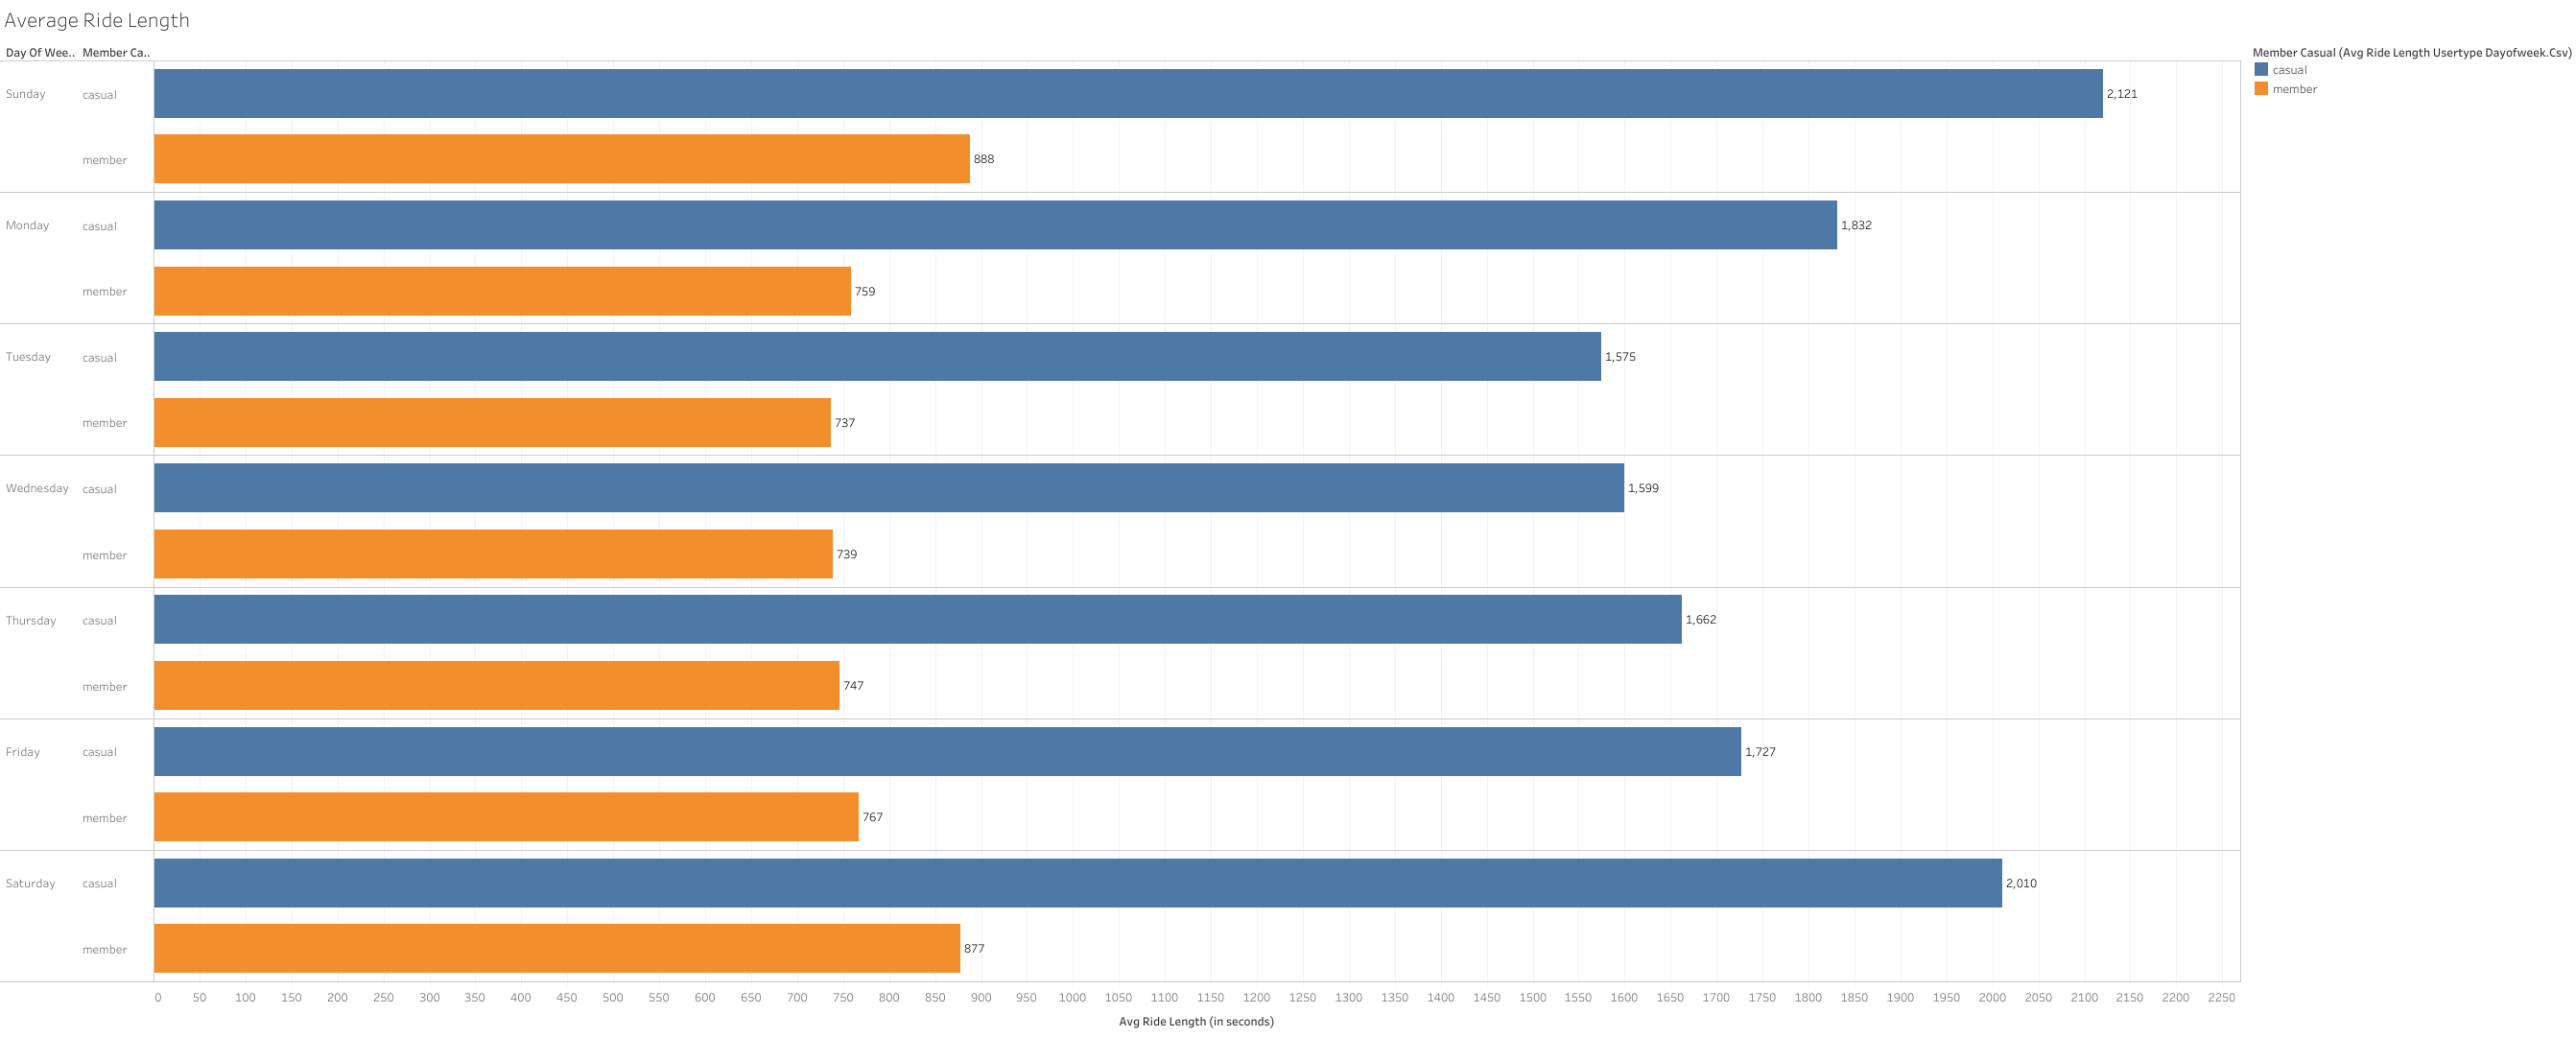 Average Ride Length
Day Of Wee.. Member Ca..
Sunday casual 2,121
member 888
Monday casual 1,832
member 759
Tuesday casual 1,575
member 737
Wednesday casual 1,599
member 739
Thursday casual 1,662
member 747
Friday casual 1,727
member 767
Saturday casual 2,010
member 877
0 50 100 150 200 250 300 350 400 450 500 550 600 650 700 750 800 850 900 950 1000 1050 1100 1150 1200 1250 1300 1350 1400 1450 1500 1550 1600 1650 1700 1750 1800 1850 1900 1950 2000 2050 2100 2150 2200 2250
Avg Ride Length (in seconds)
Member Casual (Avg Ride Length Usertype Dayofweek.Csv)
casual
member